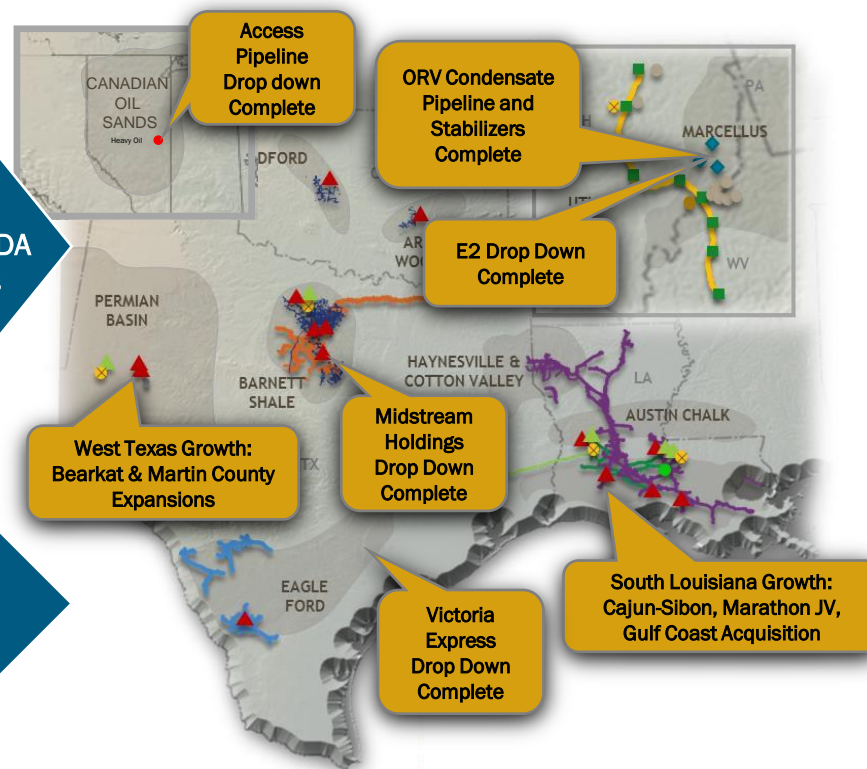 Access
Pipeline
Drop down
Complete
CANADIAN
OIL
SANDS
Heavy Oil
ORV Condensate
Pipeline and
Stabilizers
Complete
PA
MARCELLUS
DFORD
E2 Drop Down
Complete
WV
DA
PERMIAN
BASIN
BARNETT
SHALE
HAYNESVILLE &
COTTON VALLEY
LA
AUSTIN CHALK
Midstream
Holdings
Drop Down
Complete
West Texas Growth:
Bearkat & Martin County
Expansions
TX
EAGLE
FORD
Victoria
Express
Drop Down
Complete
South Louisiana Growth:
Cajun-Sibon, Marathon JV,
Gulf Coast Acquisition